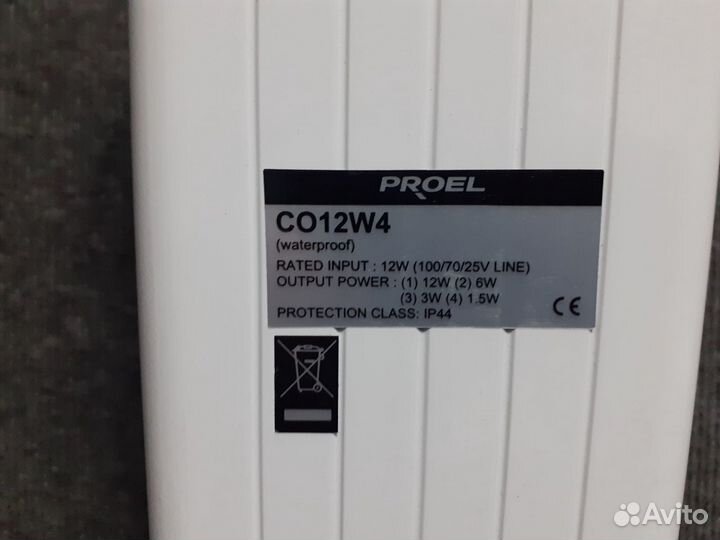 PROEL
CO12W4
(waterproof)
RATED INPUT : 12W (100/70/25V LINE)
OUTPUT POWER : (1) 12W (2) 6W
(3) 3W (4) 1.5W
PROTECTION CLASS: IP44
CE
Avito